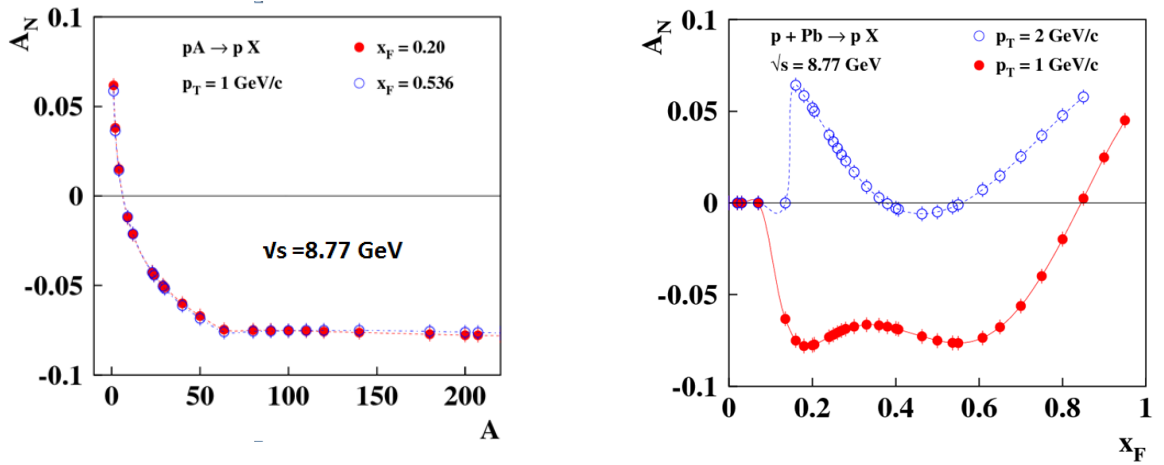 A_N
0.1
0.05
0
-0.05
-0.1
pA → p X
p_T = 1 GeV/c
x_F = 0.20
x_F = 0.536
√s =8.77 GeV
0 50 100 150 200
A
A_N
0.1
0.05
0
-0.05
-0.1
p + Pb → p X
√s = 8.77 GeV
p_T = 2 GeV/c
p_T = 1 GeV/c
0 0.2 0.4 0.6 0.8 1
x_F